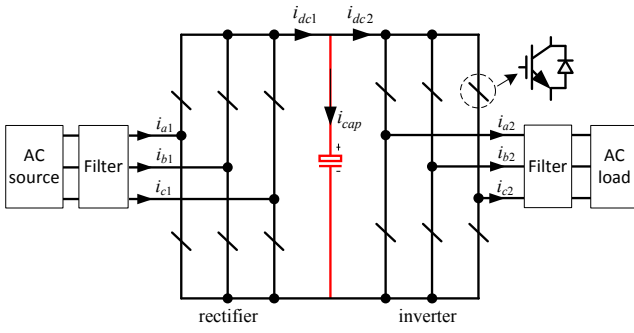 i_dc1
i_dc2
i_cap
+
-
AC
source
Filter
i_a1
i_b1
i_c1
i_a2
i_b2
i_c2
Filter
AC
load
rectifier
inverter